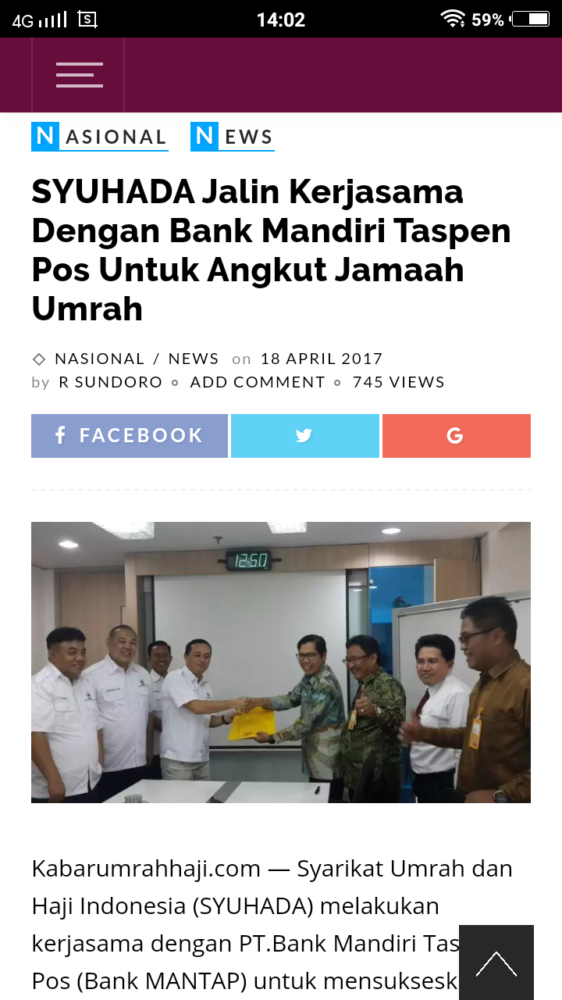 4G S 14:02 59%
NASIONAL NEWS
SYUHADA Jalin Kerjasama
Dengan Bank Mandiri Taspen
Pos Untuk Angkut Jamaah
Umrah
NASIONAL / NEWS on 18 APRIL 2017
by R SUNDORO ADD COMMENT 745 VIEWS
f FACEBOOK G
12:50
Kabarumrahhaji.com — Syarikat Umrah dan
Haji Indonesia (SYUHADA) melakukan
kerjasama dengan PT.Bank Mandiri Tas
Pos (Bank MANTAP) untuk mensuksesk